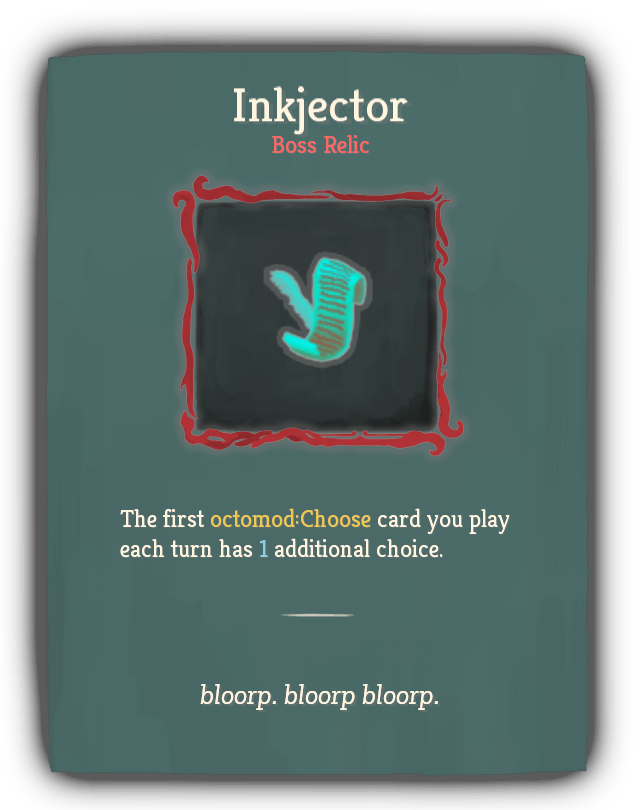 Inkjector
Boss Relic
The first octomod:Choose card you play
each turn has 1 additional choice.
bloorp. bloorp bloorp.